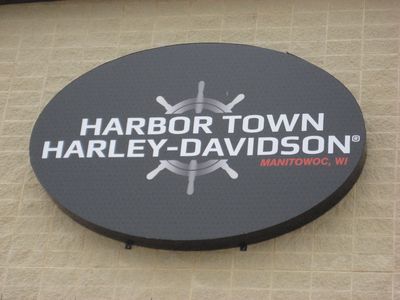 HARBOR TOWN
HARLEY-DAVIDSON®
MANITOWOC, WI